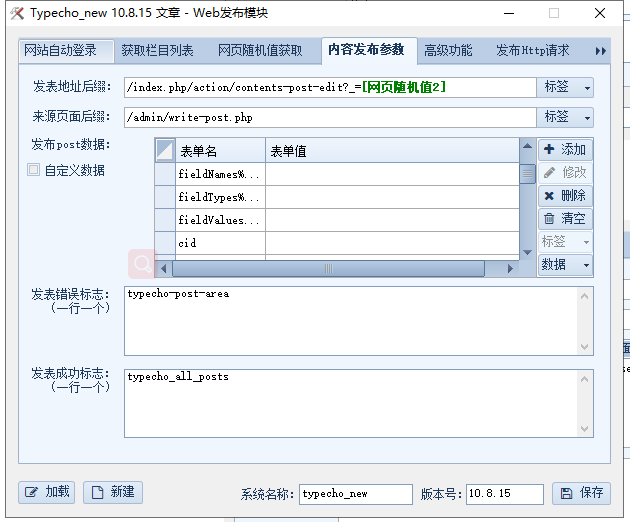 Typecho_new 10.8.15 文章 - Web发布模块
网站自动登录 获取栏目列表 网页随机值获取 内容发布参数 高级功能 发布Http请求
发表地址后缀: /index.php/action/contents-post-edit?_=[网页随机值2] 标签
来源页面后缀: /admin/write-post.php 标签
发布post数据:
自定义数据
表单名 表单值
fieldNames%...
fieldTypes%...
fieldValues...
cid
添加
修改
删除
清空
标签
数据
发表错误标志:
(一行一个)
typecho-post-area
发表成功标志:
(一行一个)
typecho_all_posts
加载 新建 系统名称: typecho_new 版本号: 10.8.15 保存